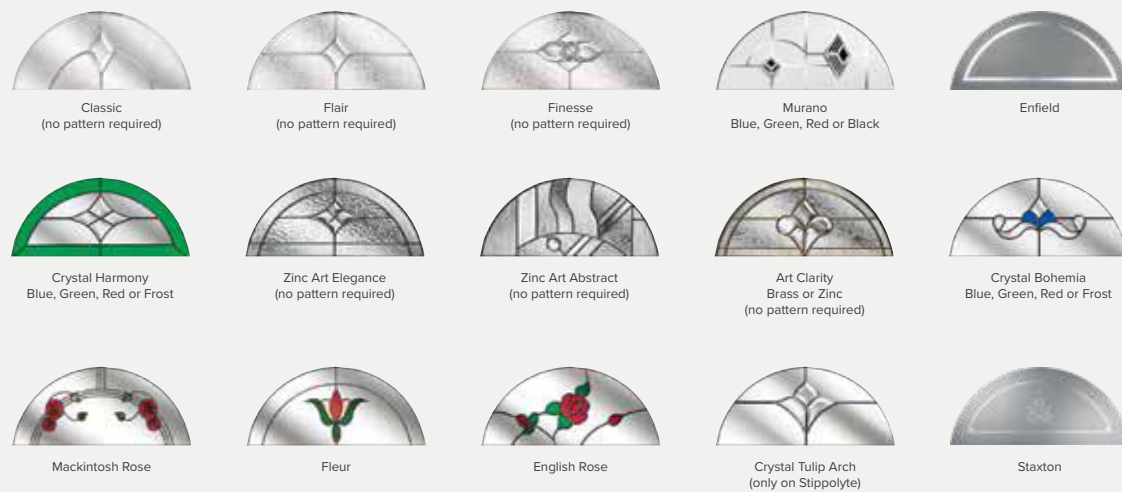 Classic
(no pattern required)
Flair
(no pattern required)
Finesse
(no pattern required)
Murano
Blue, Green, Red or Black
Enfield
Crystal Harmony
Blue, Green, Red or Frost
Zinc Art Elegance
(no pattern required)
Zinc Art Abstract
(no pattern required)
Art Clarity
Brass or Zinc
(no pattern required)
Crystal Bohemia
Blue, Green, Red or Frost
Mackintosh Rose
Fleur
English Rose
Crystal Tulip Arch
(only on Stippolyte)
Staxton